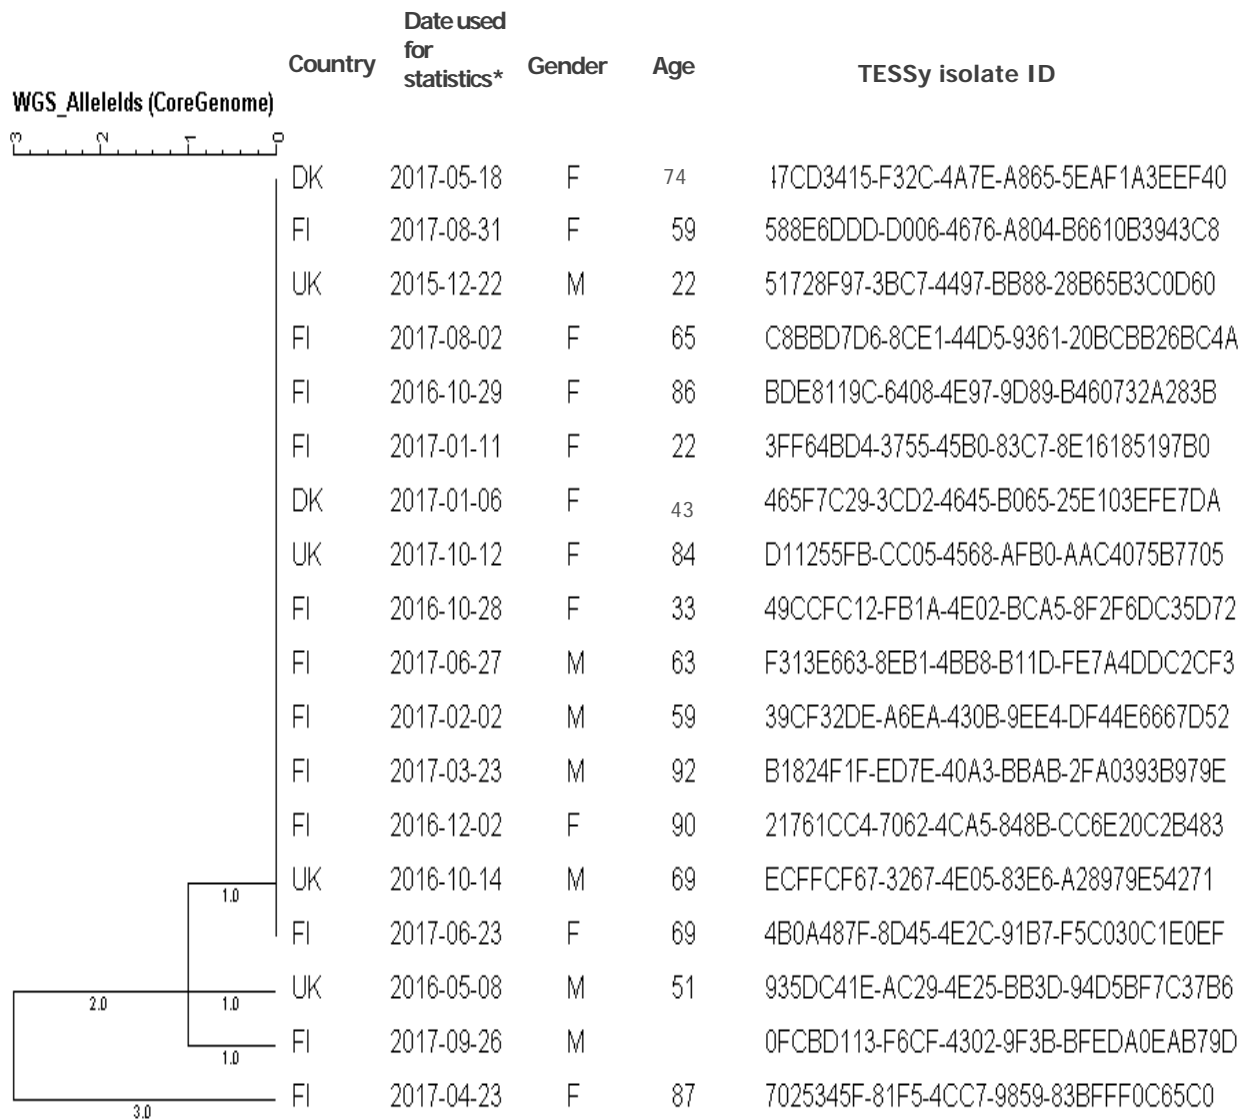 Country Date used for statistics* Gender Age TESSy isolate ID
WGS_AlleleIds (CoreGenome)
3 2 1 0
DK 2017-05-18 F 74 47CD3415-F32C-4A7E-A865-5EAF1A3EEF40
FI 2017-08-31 F 59 588E6DDD-D006-4676-A804-B6610B3943C8
UK 2015-12-22 M 22 51728F97-3BC7-4497-BB88-28B65B3C0D60
FI 2017-08-02 F 65 C8BBD7D6-8CE1-44D5-9361-20BCBB26BC4A
FI 2016-10-29 F 86 BDE8119C-6408-4E97-9D89-B460732A283B
FI 2017-01-11 F 22 3FF64BD4-3755-45B0-83C7-8E16185197B0
DK 2017-01-06 F 43 465F7C29-3CD2-4645-B065-25E103EFE7DA
UK 2017-10-12 F 84 D11255FB-CC05-4568-AFB0-AAC4075B7705
FI 2016-10-28 F 33 49CCFC12-FB1A-4E02-BCA5-8F2F6DC35D72
FI 2017-06-27 M 63 F313E663-8EB1-4BB8-B11D-FE7A4DDC2CF3
FI 2017-02-02 M 59 39CF32DE-A6EA-430B-9EE4-DF44E6667D52
FI 2017-03-23 M 92 B1824F1F-ED7E-40A3-BBAB-2FA0393B979E
FI 2016-12-02 F 90 21761CC4-7062-4CA5-848B-CC6E20C2B483
1.0 UK 2016-10-14 M 69 ECFFCF67-3267-4E05-83E6-A28979E54271
FI 2017-06-23 F 69 4B0A487F-8D45-4E2C-91B7-F5C030C1E0EF
2.0 1.0 UK 2016-05-08 M 51 935DC41E-AC29-4E25-BB3D-94D5BF7C37B6
1.0 FI 2017-09-26 M 0FCBD113-F6CF-4302-9F3B-BFEDA0EAB79D
3.0 FI 2017-04-23 F 87 7025345F-81F5-4CC7-9859-83BFFF0C65C0